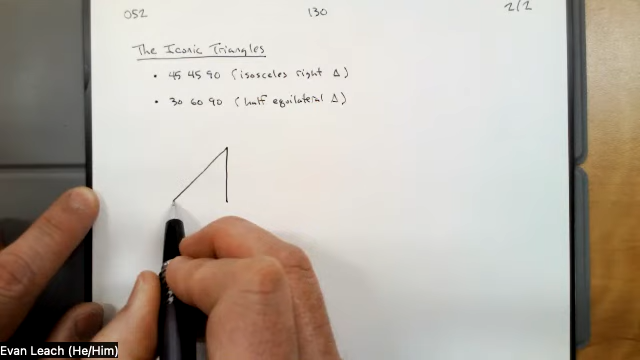 052 130 2/2
The Iconic Triangles
• 45 45 90 (isosceles right Δ)
• 30 60 90 (half equilateral Δ)
Evan Leach (He/Him)